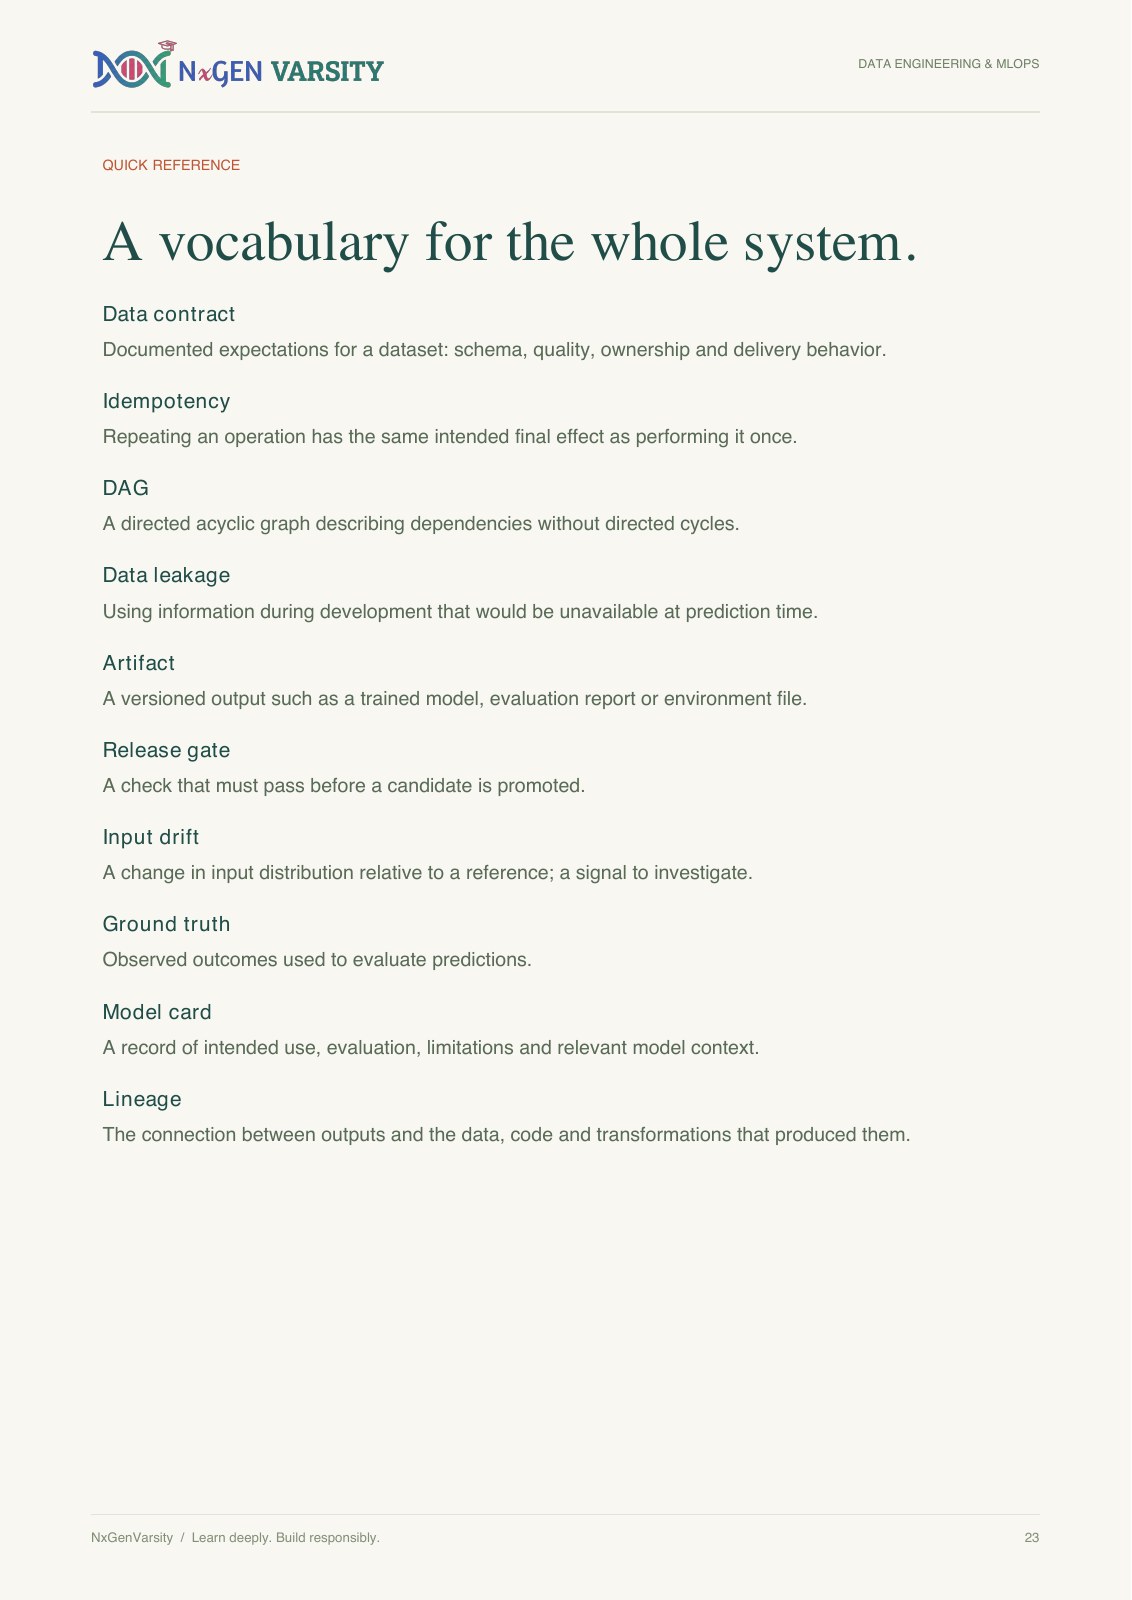 NxGEN VARSITY
DATA ENGINEERING & MLOPS
QUICK REFERENCE
A vocabulary for the whole system.
Data contract
Documented expectations for a dataset: schema, quality, ownership and delivery behavior.
Idempotency
Repeating an operation has the same intended final effect as performing it once.
DAG
A directed acyclic graph describing dependencies without directed cycles.
Data leakage
Using information during development that would be unavailable at prediction time.
Artifact
A versioned output such as a trained model, evaluation report or environment file.
Release gate
A check that must pass before a candidate is promoted.
Input drift
A change in input distribution relative to a reference; a signal to investigate.
Ground truth
Observed outcomes used to evaluate predictions.
Model card
A record of intended use, evaluation, limitations and relevant model context.
Lineage
The connection between outputs and the data, code and transformations that produced them.
NxGenVarsity / Learn deeply. Build responsibly.
23